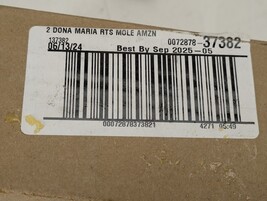 2 DONA MARIA RTS MOLE AMZN
137382 0072878-37382
06/13/24 Best By Sep 2025-05
00072878373821 4271 05:49